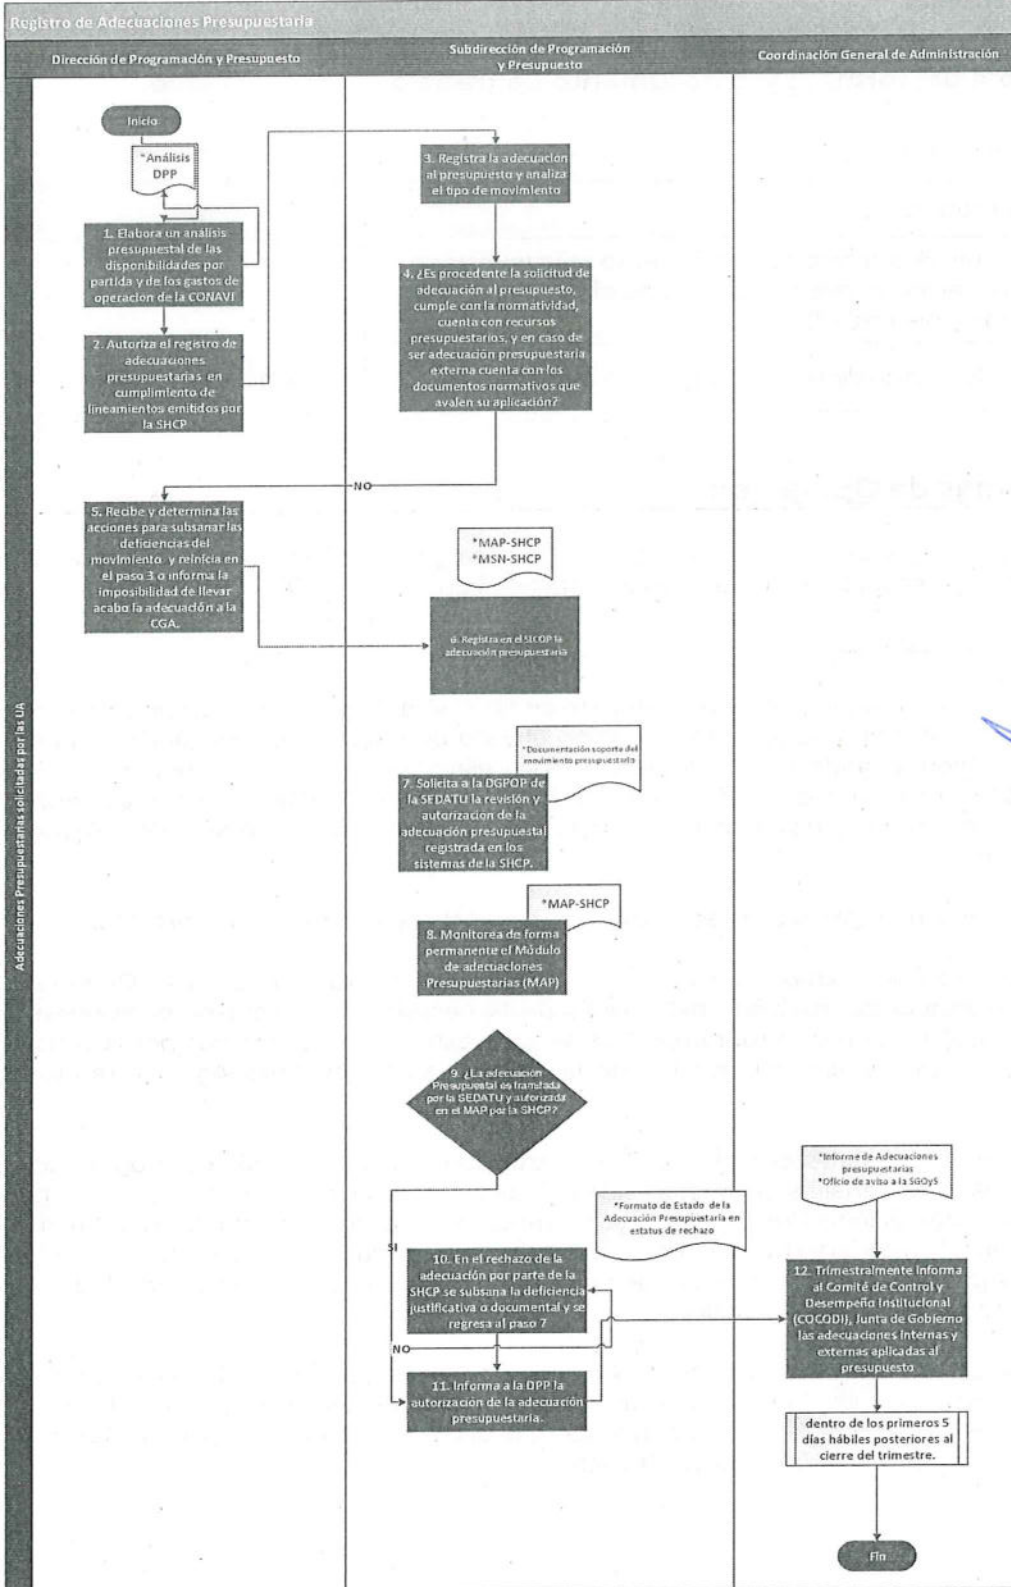 Registro de Adecuaciones Presupuestaria
Dirección de Programación y Presupuesto
Subdirección de Programación
y Presupuesto
Coordinación General de Administración
Adecuaciones Presupuestarias solicitadas por las UA
Inicio
*Análisis
DPP
1. Elabora un análisis
presupuestal de las
disponibilidades por
partida y de los gastos de
operación de la CONAVI
2. Autoriza el registro de
adecuaciones
presupuestarias en
cumplimiento de
lineamientos emitidos por
la SHCP
3. Registra la adecuación
al presupuesto y analiza
el tipo de movimiento
4. ¿Es procedente la solicitud de
adecuación al presupuesto,
cumple con la normatividad,
cuenta con recursos
presupuestarios, y en caso de
ser adecuación presupuestaria
externa cuenta con los
documentos normativos que
avalen su aplicación?
NO
5. Recibe y determina las
acciones para subsanar las
deficiencias del
movimiento y reinicia en
el paso 3 o informa la
imposibilidad de llevar
acabo la adecuación a la
CGA.
*MAP-SHCP
*MSN-SHCP
6. Registra en el SICOP la
adecuación presupuestaria
*Documentación soporte del
movimiento presupuestario
7. Solicita a la DGPOP de
la SEDATU la revisión y
autorización de la
adecuación presupuestal
registrada en los
sistemas de la SHCP.
*MAP-SHCP
8. Monitorea de forma
permanente el Módulo
de adecuaciones
Presupuestarias (MAP)
9. ¿La adecuación
Presupuestal es tramitada
por la SEDATU y autorizada
en el MAP por la SHCP?
SI
*Formato de Estado de la
Adecuación Presupuestaría en
estatus de rechazo
10. En el rechazo de la
adecuación por parte de la
SHCP se subsana la deficiencia
justificativa o documental y se
regresa al paso 7
NO
11. Informa a la DPP la
autorización de la adecuación
presupuestaria.
*Informe de Adecuaciones
presupuestarias
*Oficio de aviso a la SGOyS
12. Trimestralmente informa
al Comité de Control y
Desempeño Institucional
(COCODI), Junta de Gobierno
las adecuaciones internas y
externas aplicadas al
presupuesto
dentro de los primeros 5
días hábiles posteriores al
cierre del trimestre.
Fin